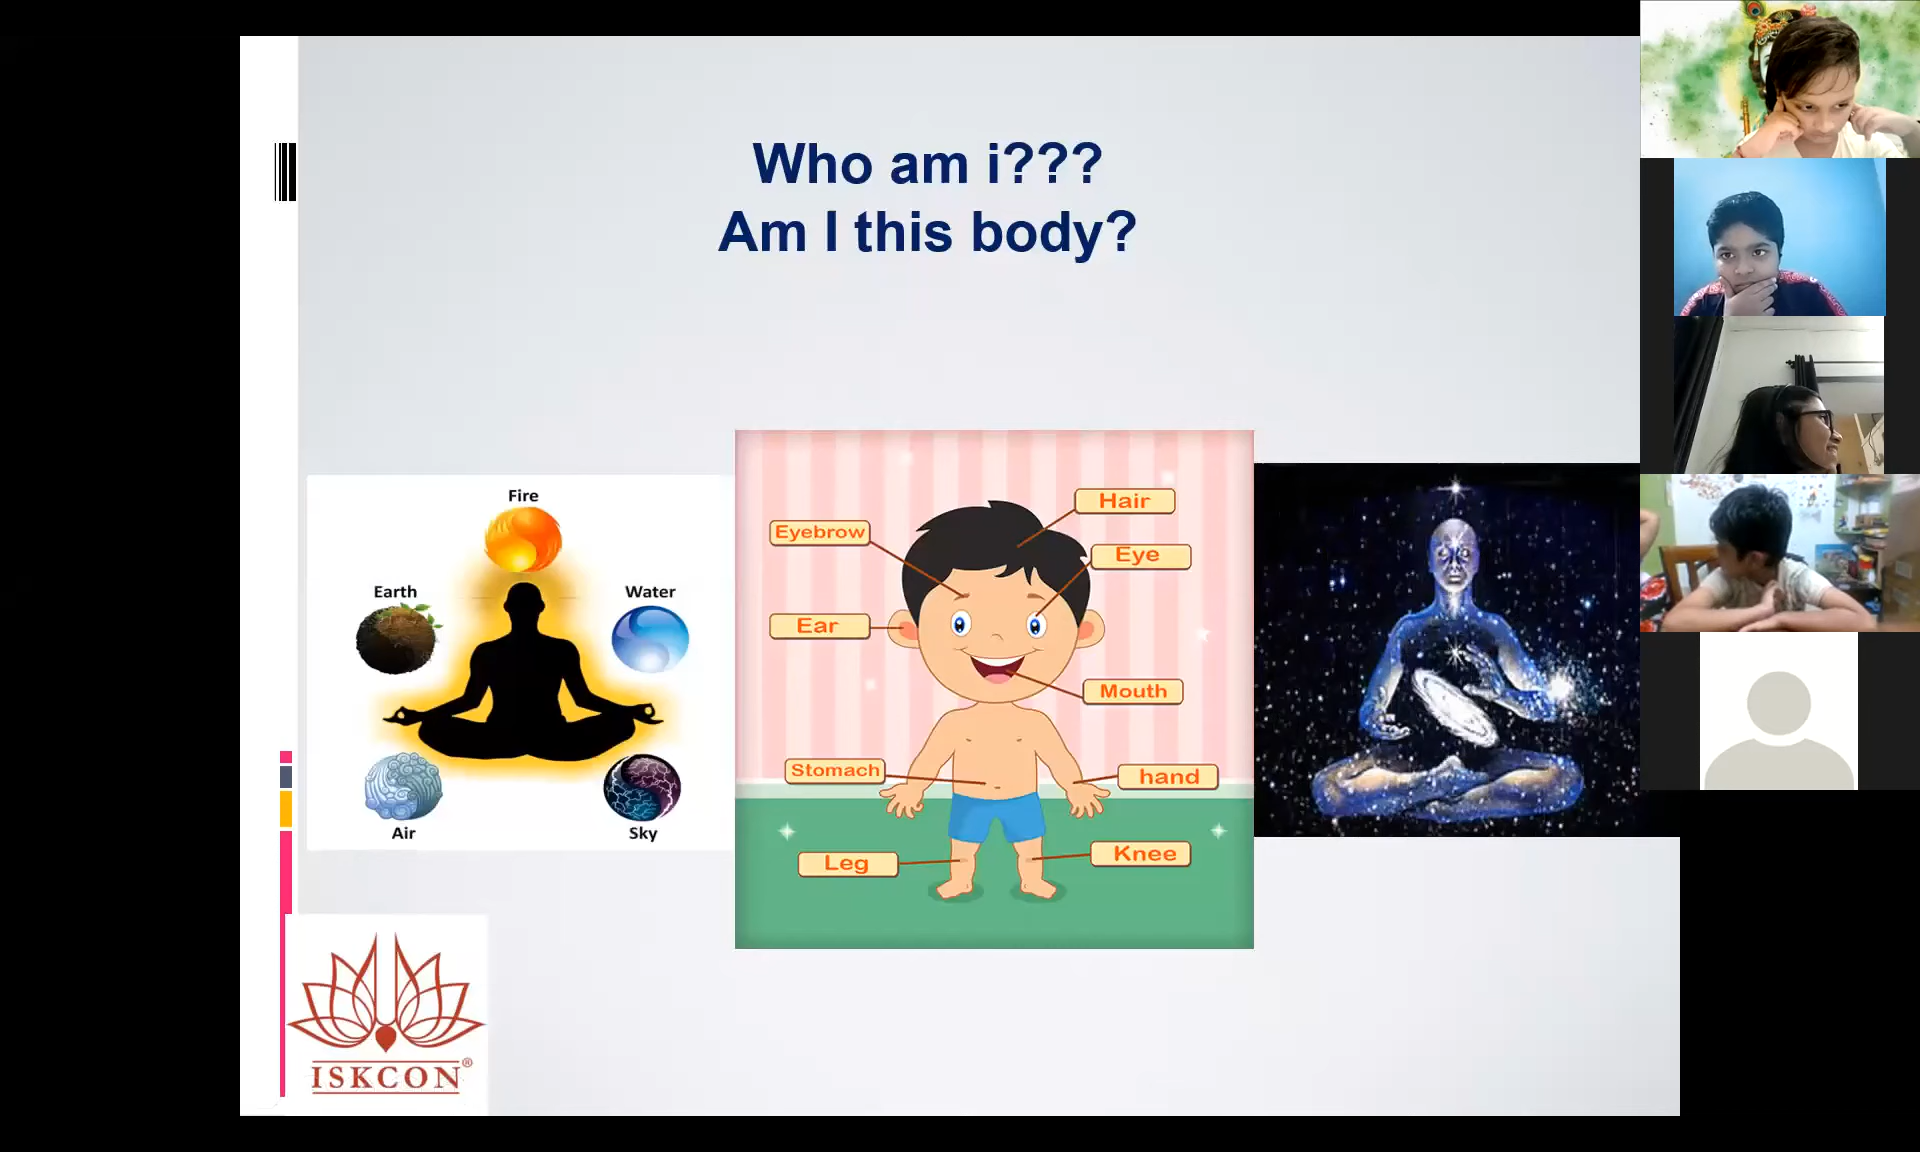 Who am i???
Am I this body?
Fire
Earth
Water
Air
Sky
Hair
Eyebrow
Eye
Ear
Mouth
Stomach
hand
Leg
Knee
ISKCON®